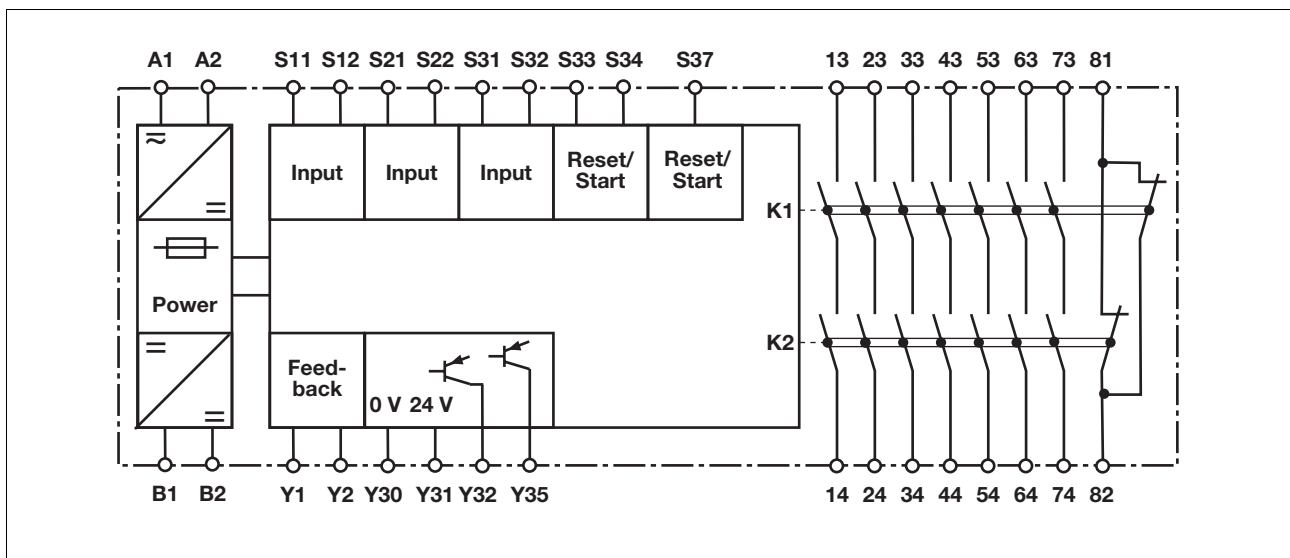 A1 A2 S11 S12 S21 S22 S31 S32 S33 S34 S37 13 23 33 43 53 63 73 81
Input Input Input Reset/ Reset/
Start Start
K1
Power
K2
Feed-
back
0 V 24 V
B1 B2 Y1 Y2 Y30 Y31 Y32 Y35 14 24 34 44 54 64 74 82